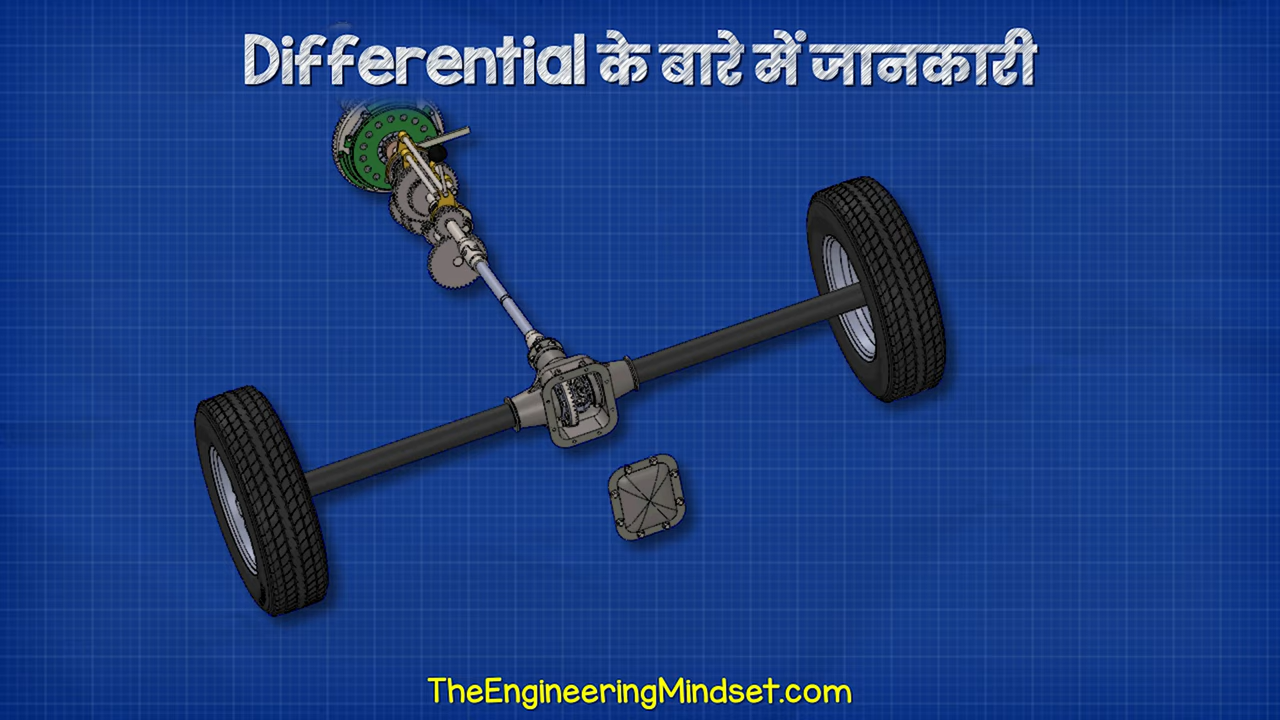 Differential के बारे में जानकारी
TheEngineeringMindset.com